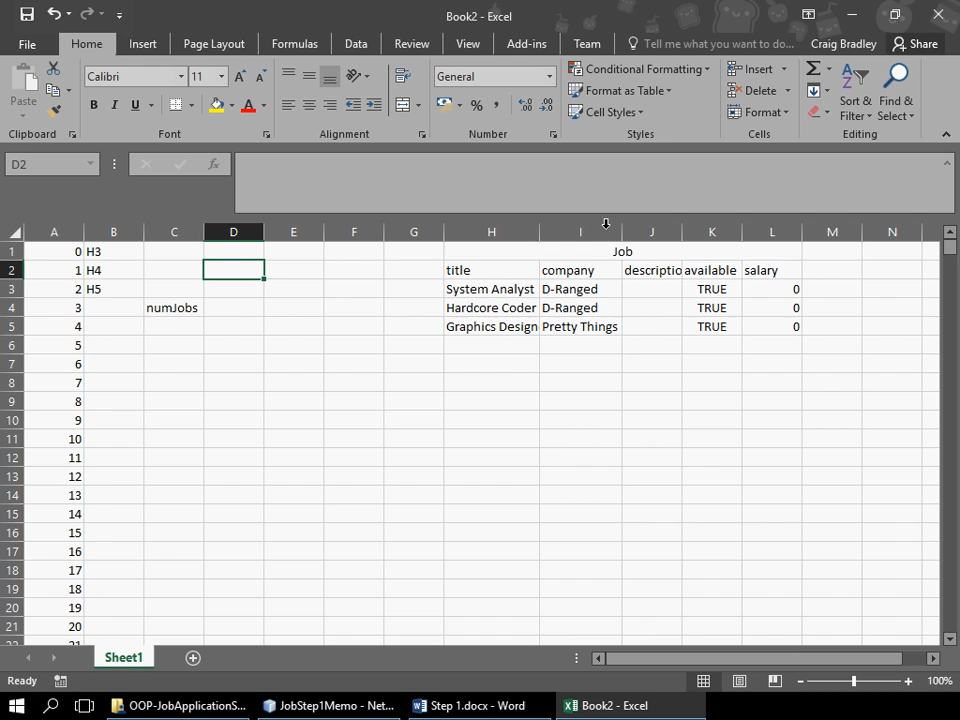 Book2 - Excel
File Home Insert Page Layout Formulas Data Review View Add-ins Team Tell me what you want to do... Craig Bradley Share
Paste
Calibri 11 A A
B I U A
General
% ,
Conditional Formatting
Format as Table
Cell Styles
Insert
Delete
Format
Sort & Filter
Find & Select
Clipboard Font Alignment Number Styles Cells Editing
D2 fx
A B C D E F G H I J K L M N
1 0 H3 Job
2 1 H4 title company descriptio available salary
3 2 H5 System Analyst D-Ranged TRUE 0
4 3 numJobs Hardcore Coder D-Ranged TRUE 0
5 4 Graphics Design Pretty Things TRUE 0
6 5
7 6
8 7
9 8
10 9
11 10
12 11
13 12
14 13
15 14
16 15
17 16
18 17
19 18
20 19
21 20
22 21
Sheet1
Ready 100%
OOP-JobApplicationS... JobStep1Memo - Net... Step 1.docx - Word Book2 - Excel